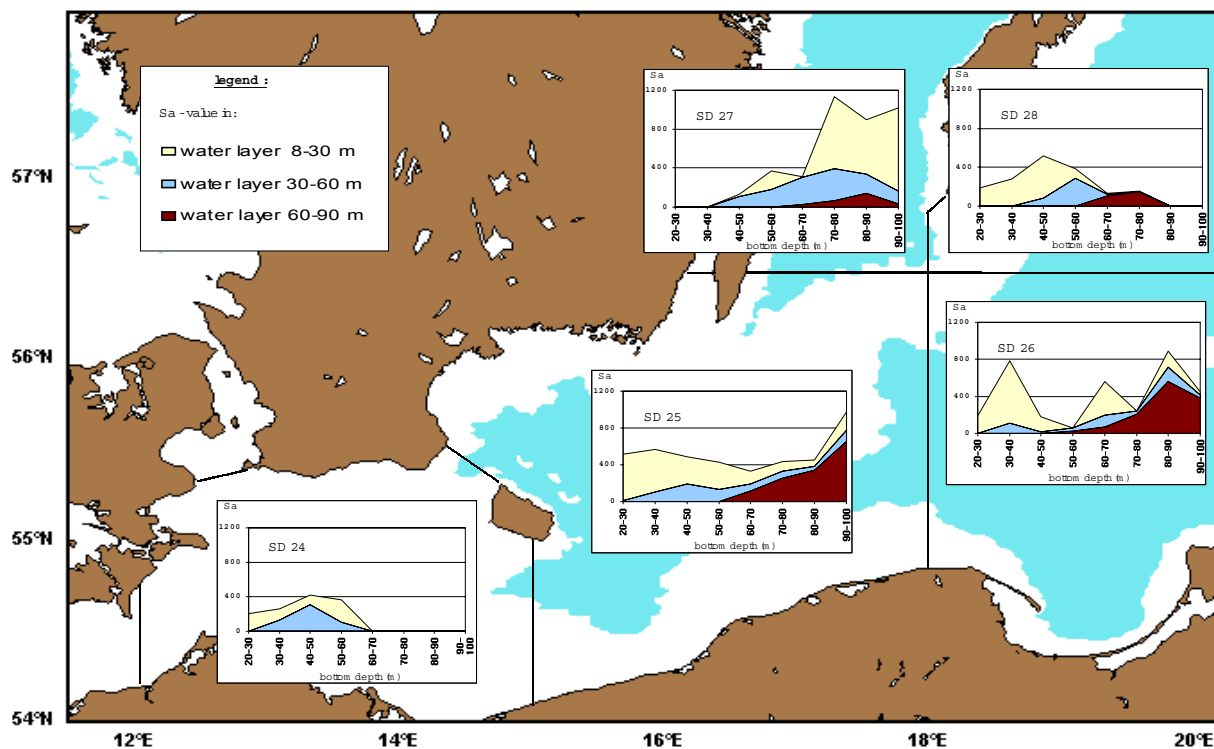 legend :
Sa -value in:
water layer  8-30 m
water layer 30-60 m
water layer 60-90 m
57°N
56°N
55°N
54°N
12°E
14°E
16°E
18°E
20°E
Sa
1200
800
400
0
SD 27
20-30
30-40
40-50
50-60
60-70
70-80
80-90
90-100
bottom depth (m)
Sa
1200
800
400
0
SD 28
20-30
30-40
40-50
50-60
60-70
70-80
80-90
90-100
bottom depth (m)
Sa
1200
800
400
0
SD 26
20-30
30-40
40-50
50-60
60-70
70-80
80-90
90-100
bottom depth (m)
Sa
1200
800
400
0
SD 25
20-30
30-40
40-50
50-60
60-70
70-80
80-90
90-100
bottom depth (m)
Sa
1200
800
400
0
SD 24
20-30
30-40
40-50
50-60
60-70
70-80
80-90
90-100
bottom depth (m)